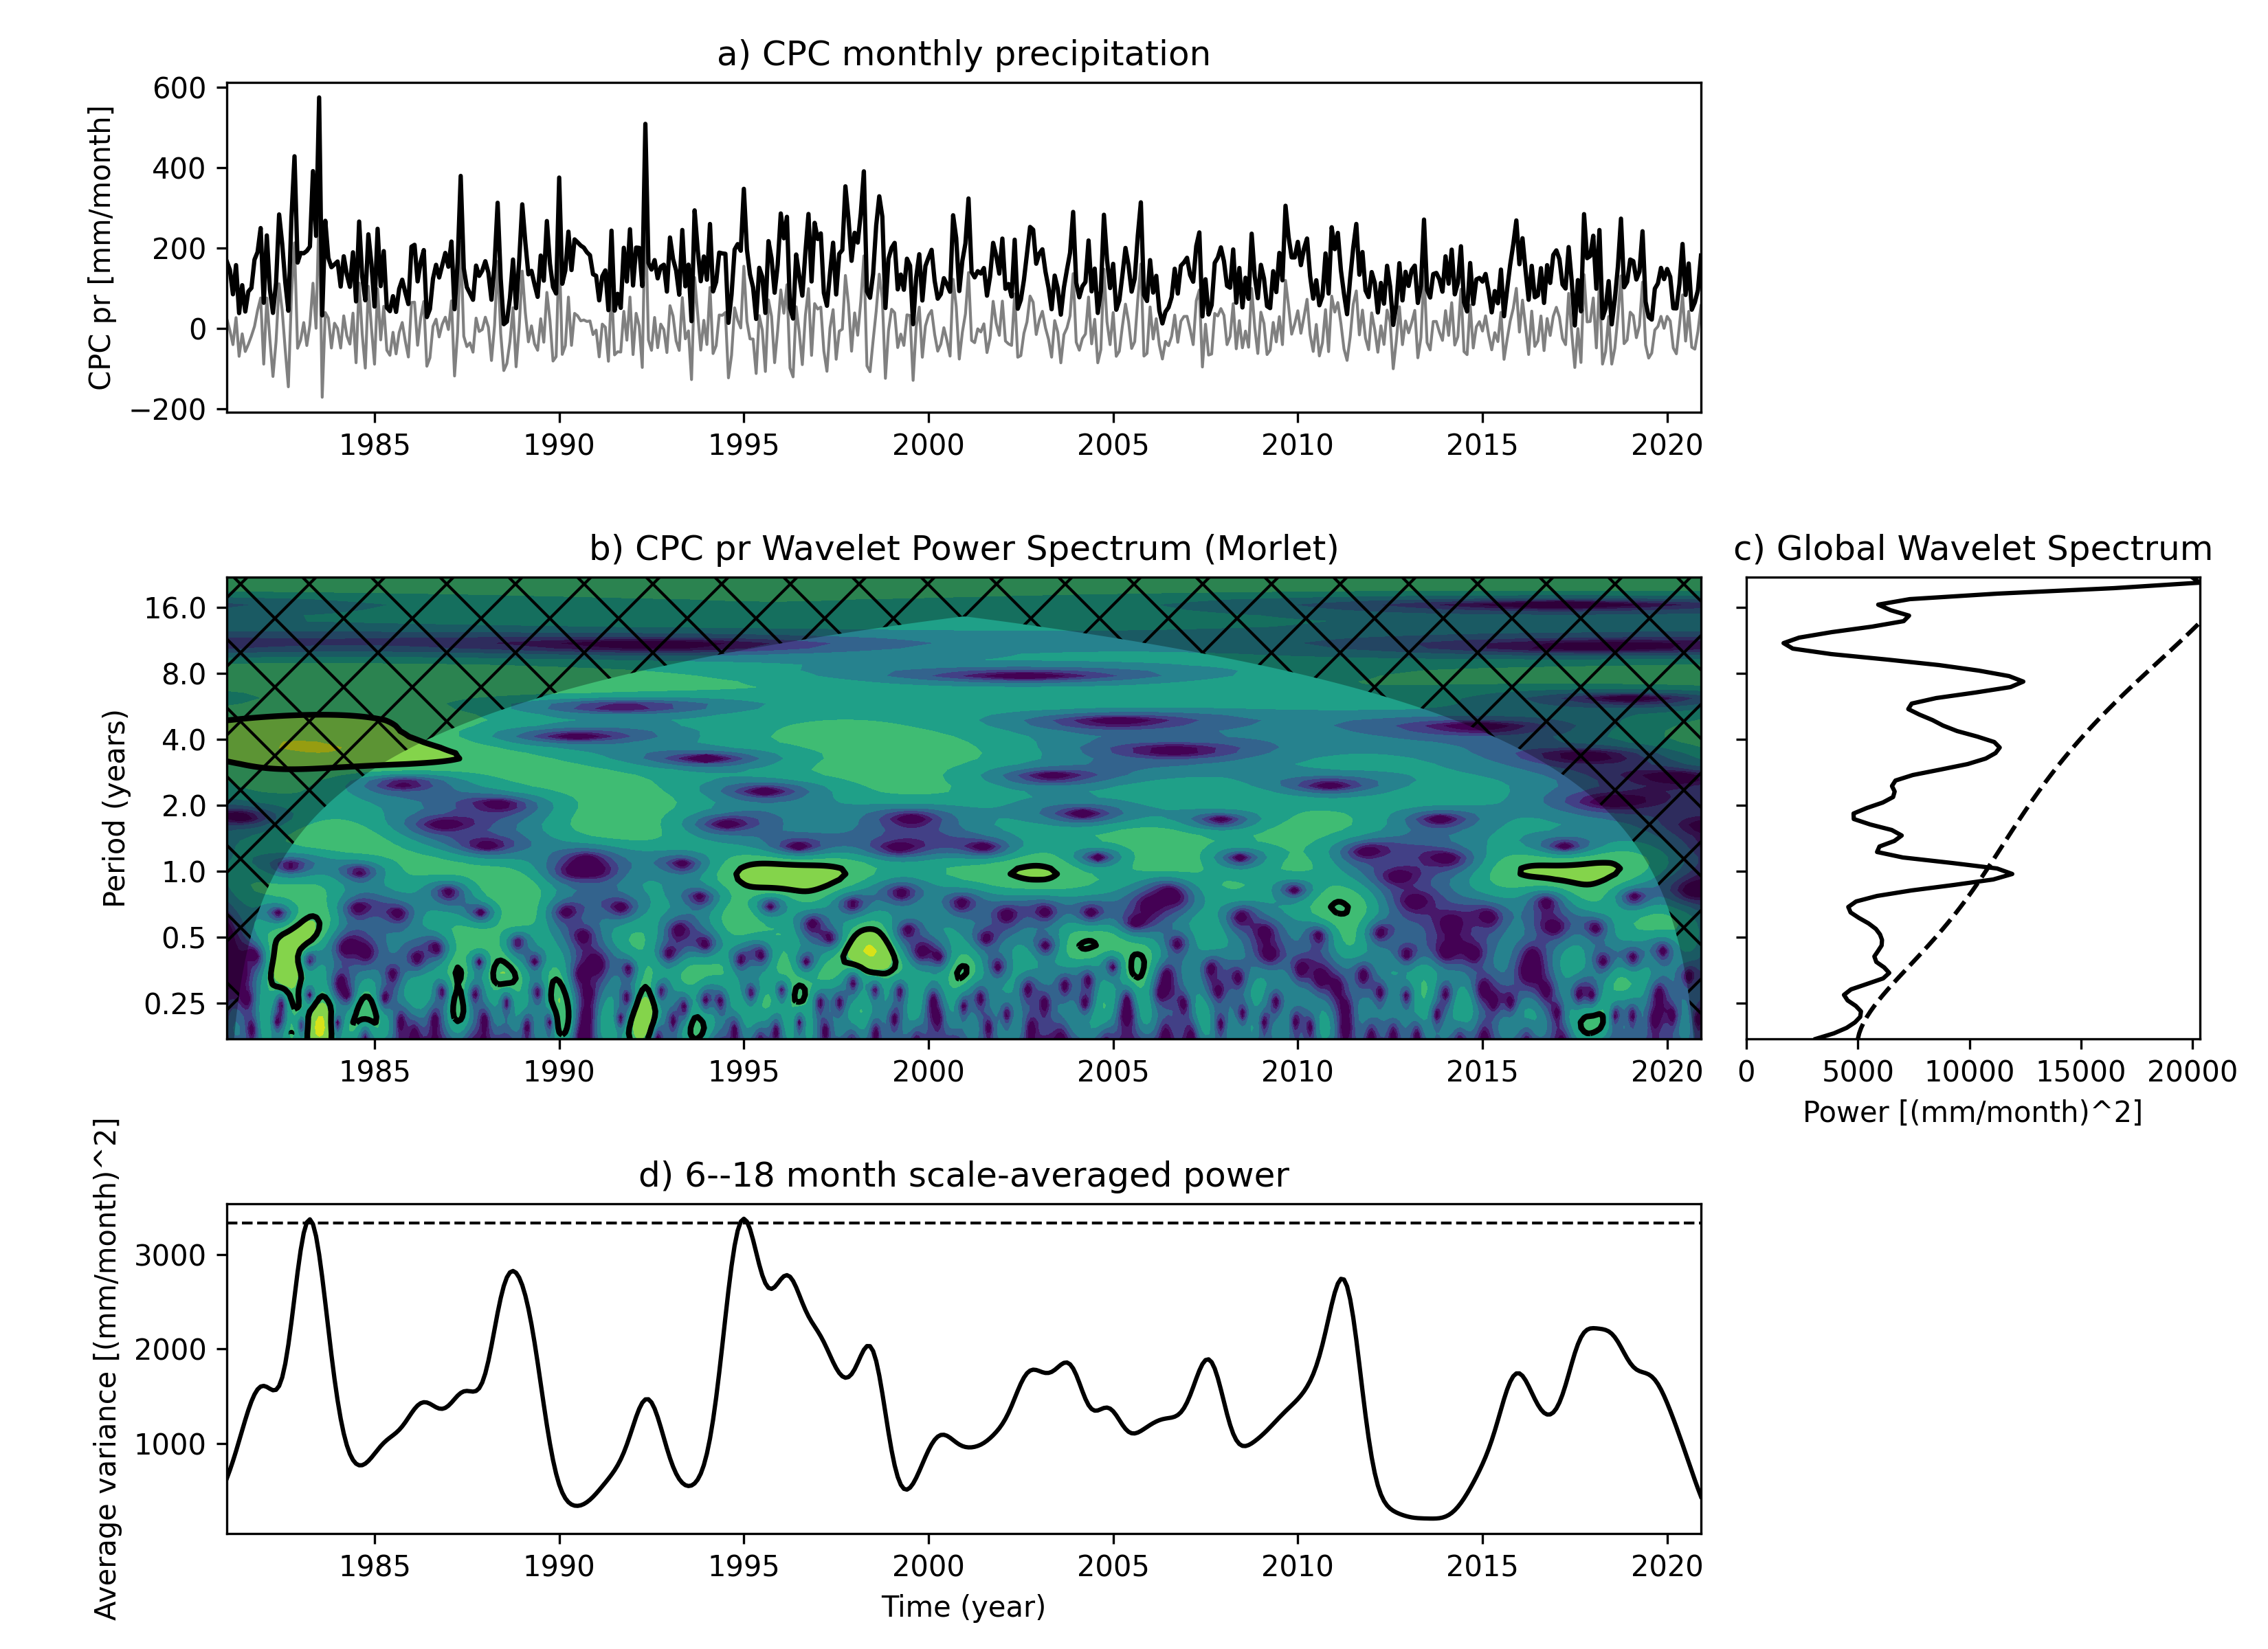 a) CPC monthly precipitation
CPC pr [mm/month]
600
400
200
0
−200
1985 1990 1995 2000 2005 2010 2015 2020
b) CPC pr Wavelet Power Spectrum (Morlet)
Period (years)
16.0
8.0
4.0
2.0
1.0
0.5
0.25
1985 1990 1995 2000 2005 2010 2015 2020
c) Global Wavelet Spectrum
0 5000 10000 15000 20000
Power [(mm/month)^2]
d) 6--18 month scale-averaged power
Average variance [(mm/month)^2]
3000
2000
1000
1985 1990 1995 2000 2005 2010 2015 2020
Time (year)